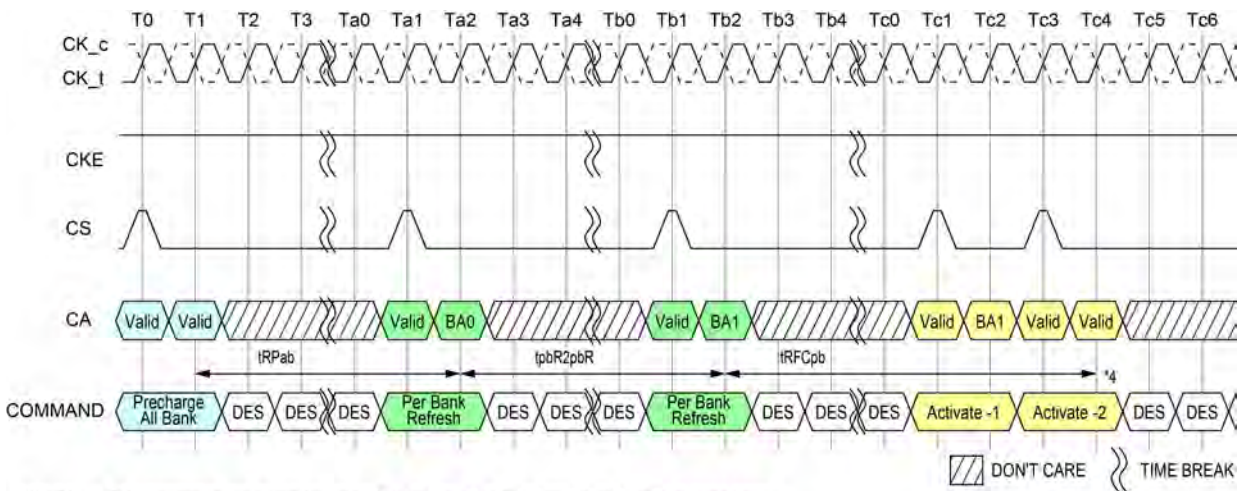 T0 T1 T2 T3 Ta0 Ta1 Ta2 Ta3 Ta4 Tb0 Tb1 Tb2 Tb3 Tb4 Tc0 Tc1 Tc2 Tc3 Tc4 Tc5 Tc6
CK_c
CK_t
CKE
CS
CA Valid Valid Valid BA0 Valid BA1 Valid BA1 Valid Valid
tRPab tpbR2pbR tRFCpb *4
COMMAND Precharge All Bank DES DES DES Per Bank Refresh DES DES DES Per Bank Refresh DES DES DES Activate -1 Activate -2 DES DES
DON'T CARE TIME BREAK